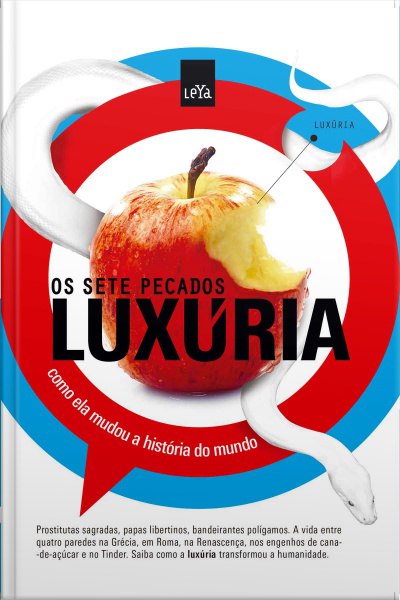 LeYa
LUXÚRIA
OS SETE PECADOS
LUXÚRIA
como ela mudou a história do mundo
Prostitutas sagradas, papas libertinos, bandeirantes polígamos. A vida entre
quatro paredes na Grécia, em Roma, na Renascença, nos engenhos de cana-
-de-açúcar e no Tinder. Saiba como a luxúria transformou a humanidade.